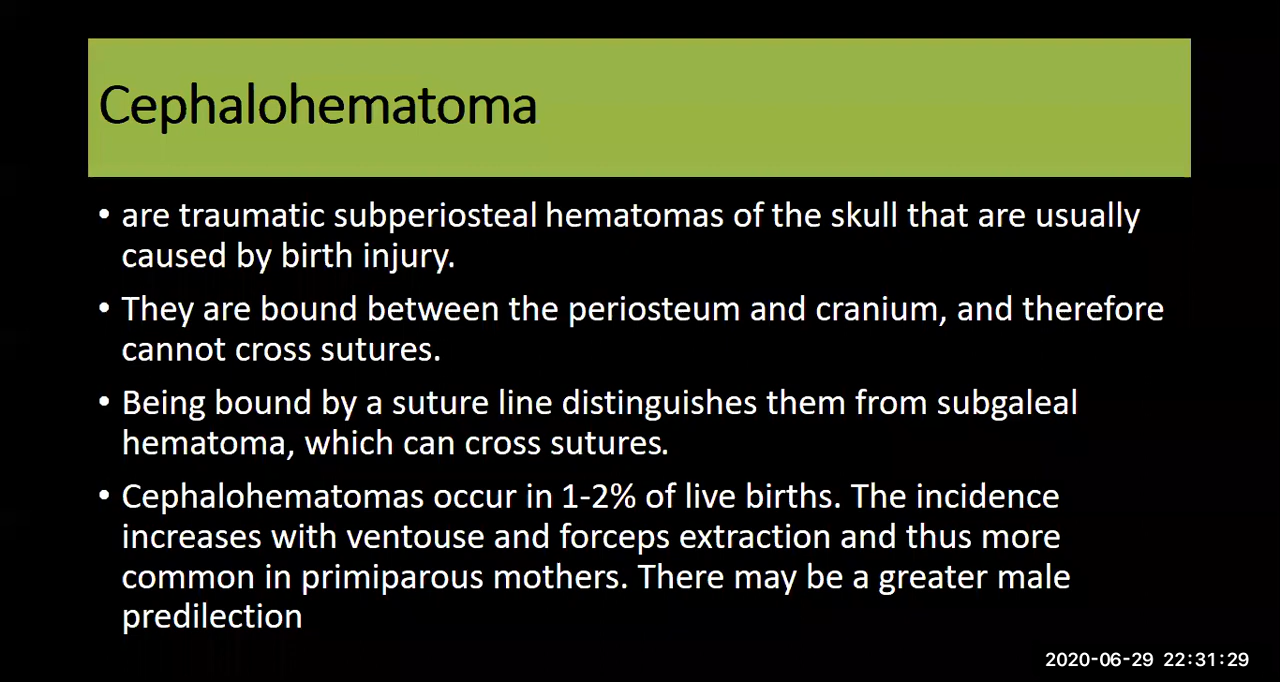 Cephalohematoma
• are traumatic subperiosteal hematomas of the skull that are usually
caused by birth injury.
• They are bound between the periosteum and cranium, and therefore
cannot cross sutures.
• Being bound by a suture line distinguishes them from subgaleal
hematoma, which can cross sutures.
• Cephalohematomas occur in 1-2% of live births. The incidence
increases with ventouse and forceps extraction and thus more
common in primiparous mothers. There may be a greater male
predilection
2020-06-29 22:31:29